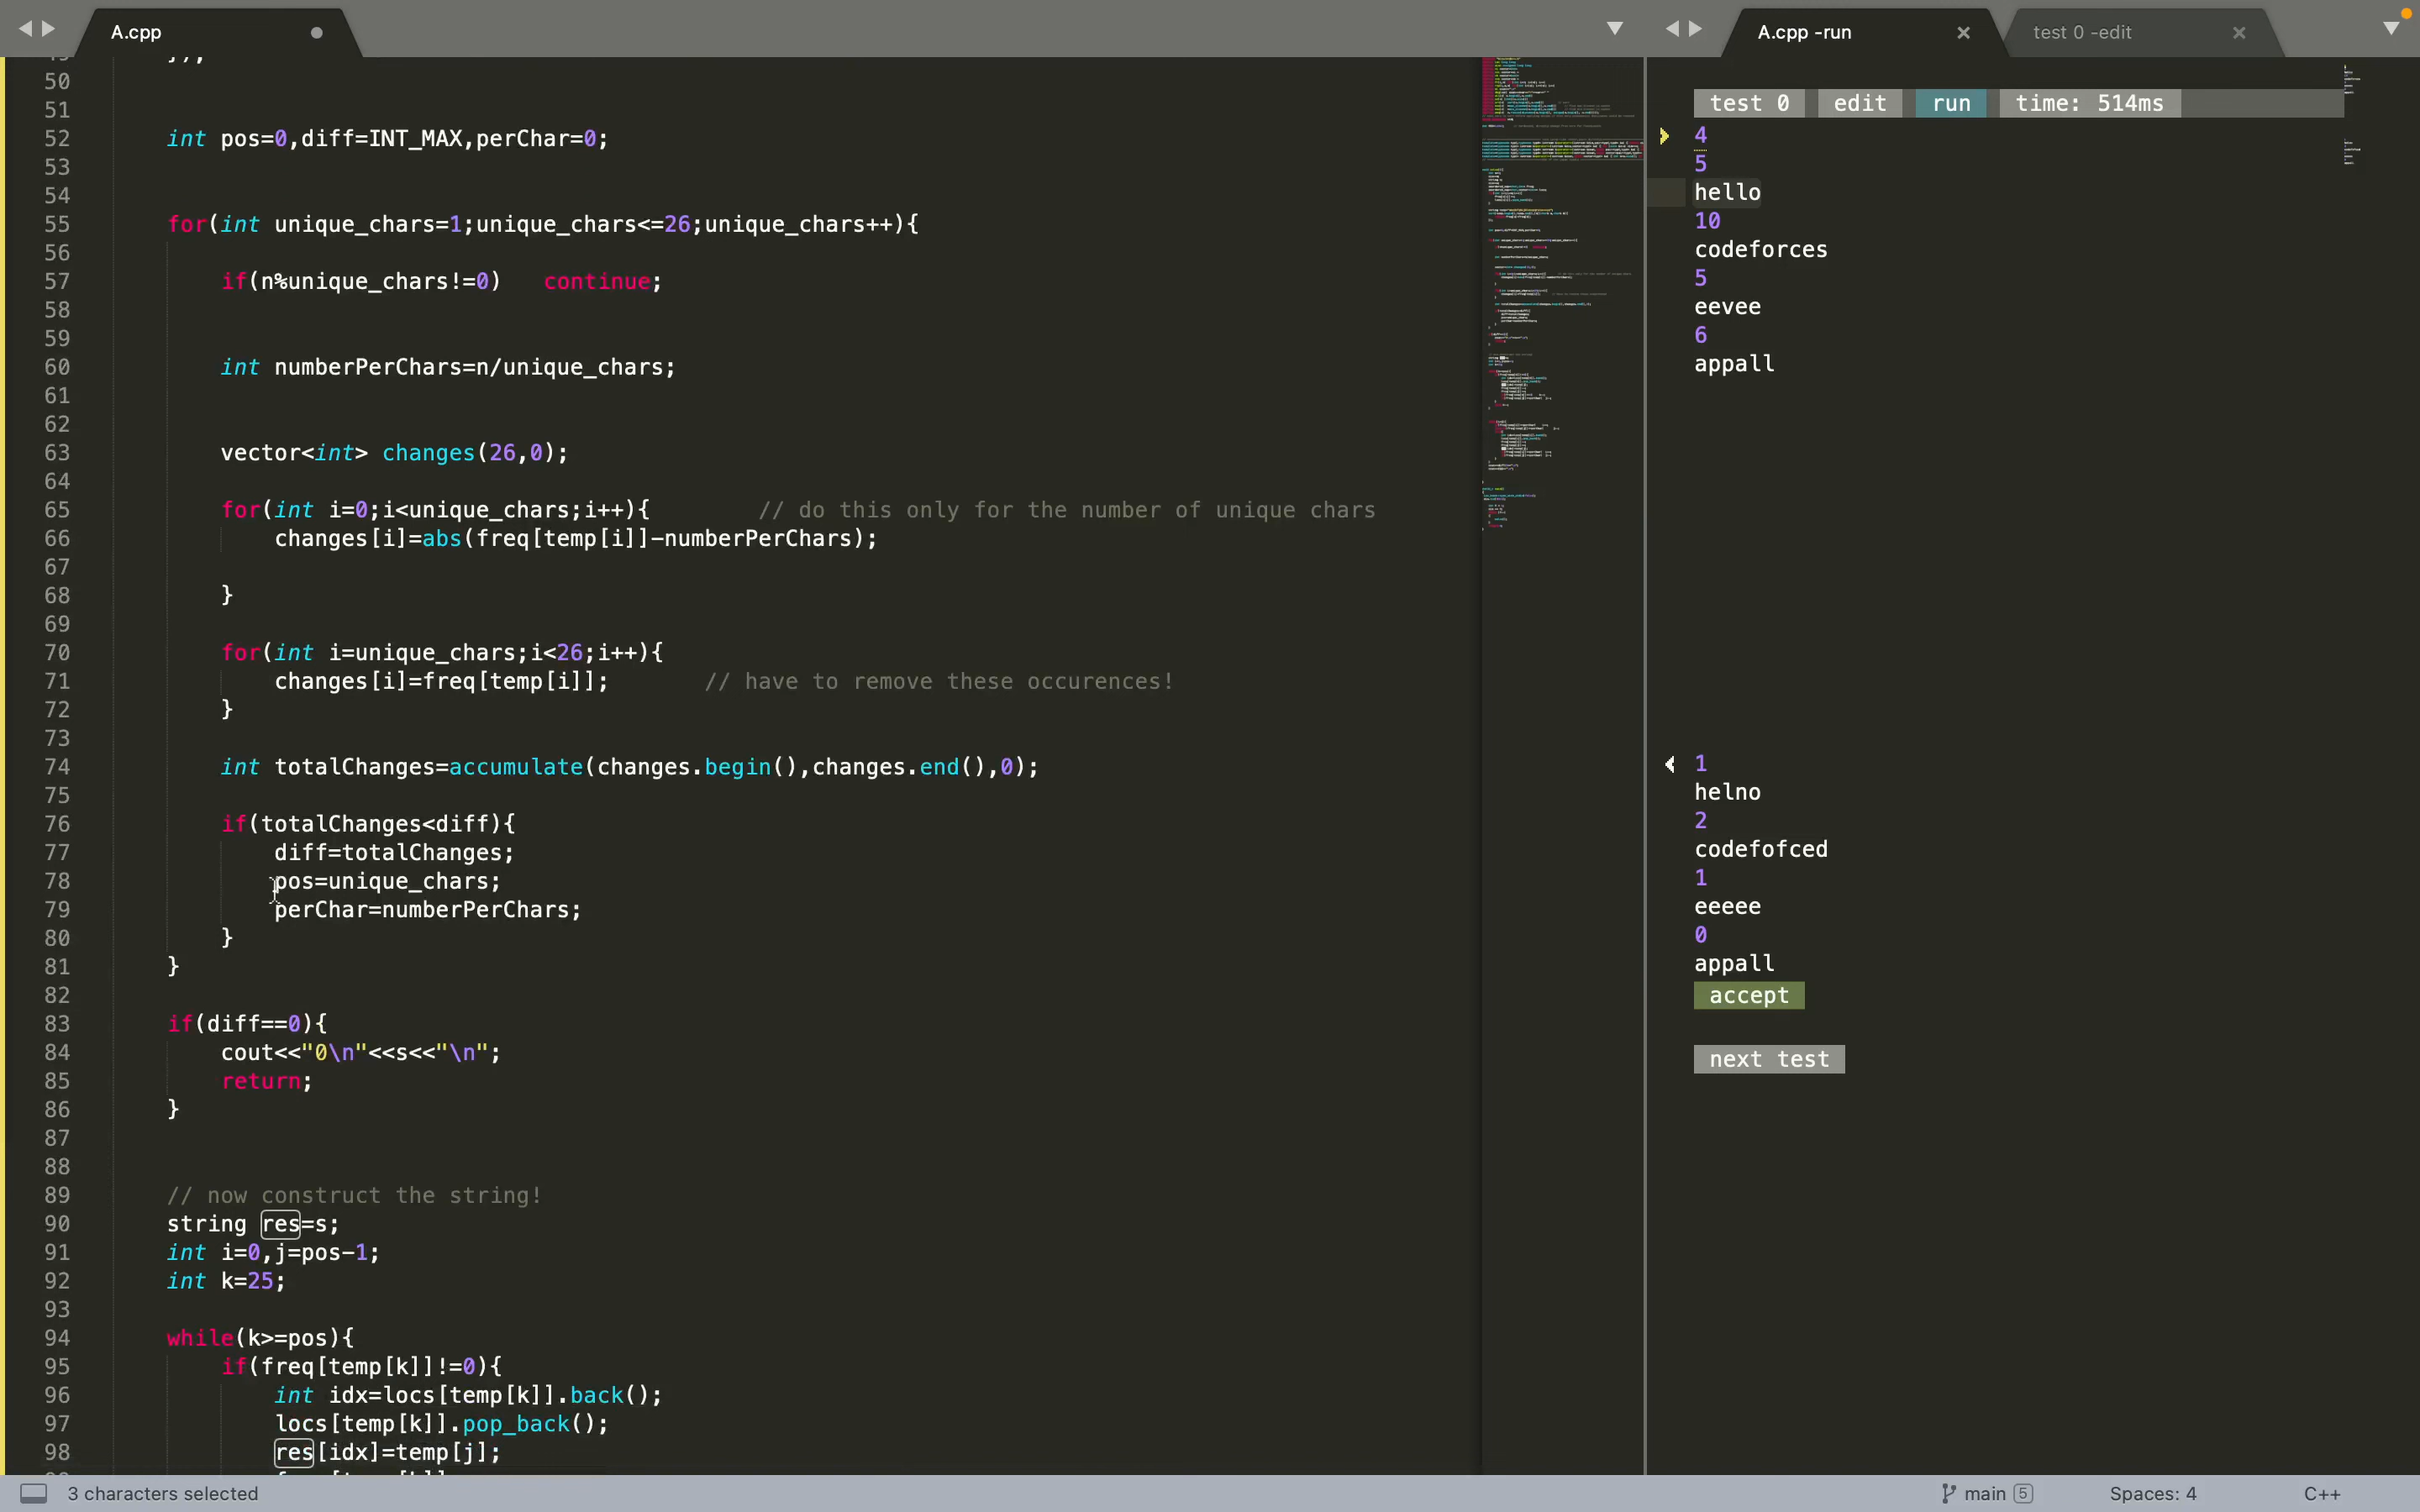 A.cpp
A.cpp -run
test 0 -edit
50
51
52 int pos=0,diff=INT_MAX,perChar=0;
53
54
55 for(int unique_chars=1;unique_chars<=26;unique_chars++){
56
57 if(n%unique_chars!=0) continue;
58
59
60 int numberPerChars=n/unique_chars;
61
62
63 vector<int> changes(26,0);
64
65 for(int i=0;i<unique_chars;i++){ // do this only for the number of unique chars
66 changes[i]=abs(freq[temp[i]]-numberPerChars);
67
68 }
69
70 for(int i=unique_chars;i<26;i++){
71 changes[i]=freq[temp[i]]; // have to remove these occurences!
72 }
73
74 int totalChanges=accumulate(changes.begin(),changes.end(),0);
75
76 if(totalChanges<diff){
77 diff=totalChanges;
78 pos=unique_chars;
79 perChar=numberPerChars;
80 }
81 }
82
83 if(diff==0){
84 cout<<"0\n"<<s<<"\n";
85 return;
86 }
87
88
89 // now construct the string!
90 string res=s;
91 int i=0,j=pos-1;
92 int k=25;
93
94 while(k>=pos){
95 if(freq[temp[k]]!=0){
96 int idx=locs[temp[k]].back();
97 locs[temp[k]].pop_back();
98 res[idx]=temp[j];
test 0 edit run time: 514ms
4
5
hello
10
codeforces
5
eevee
6
appall
1
helno
2
codefofced
1
eeeee
0
appall
accept
next test
3 characters selected
main 5
Spaces: 4
C++